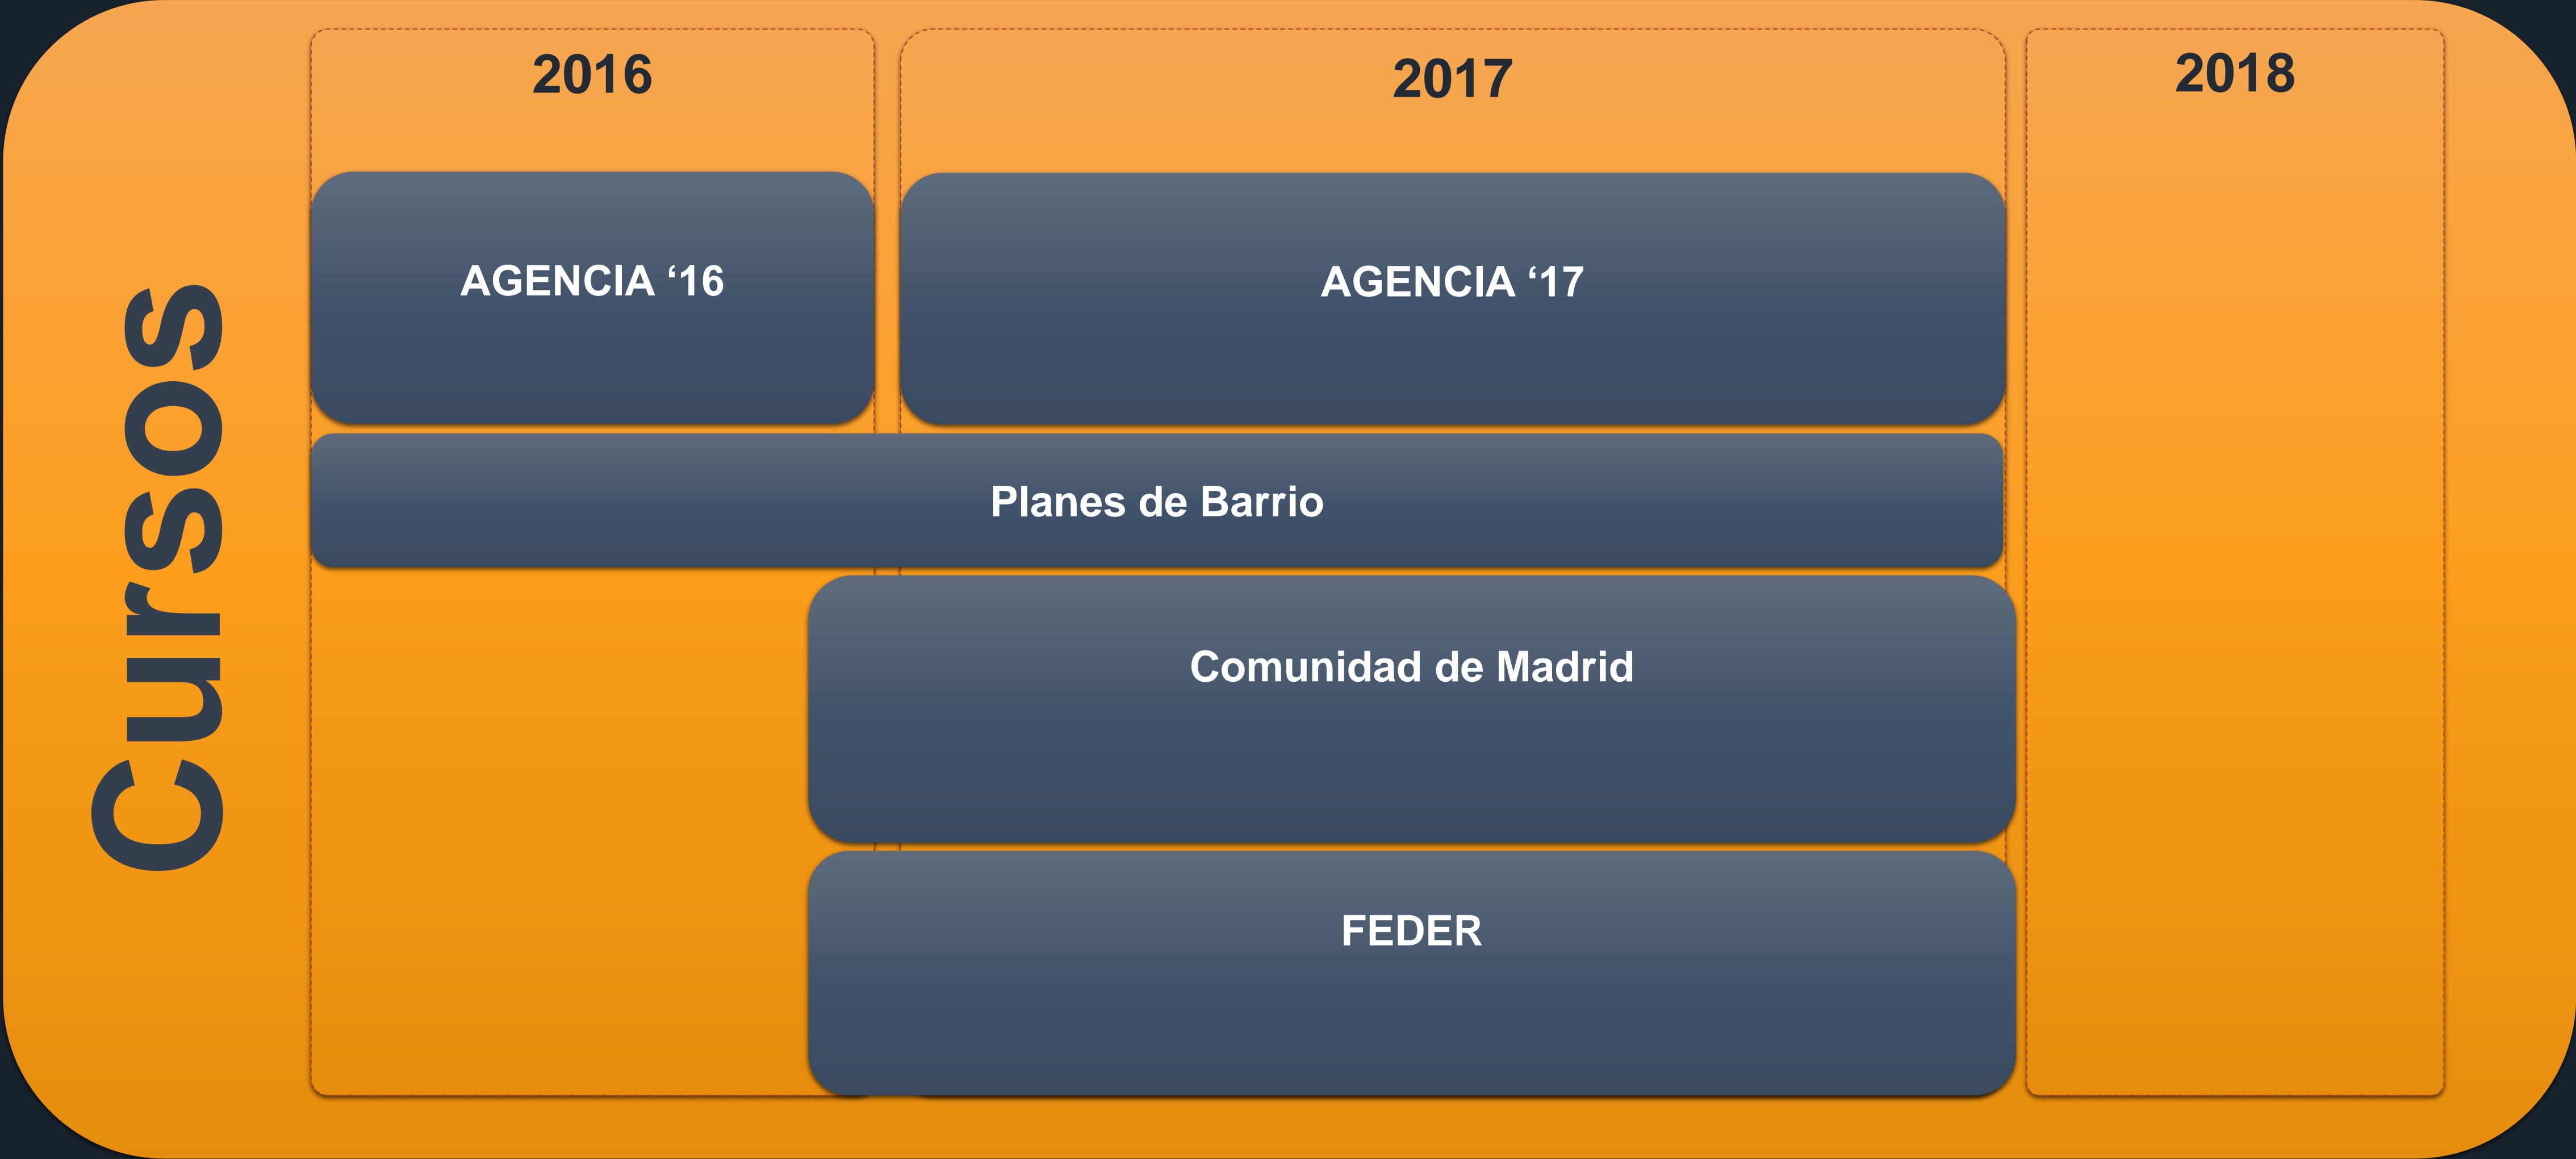 Cursos
2016
2017
2018
AGENCIA ‘16
AGENCIA ‘17
Planes de Barrio
Comunidad de Madrid
FEDER